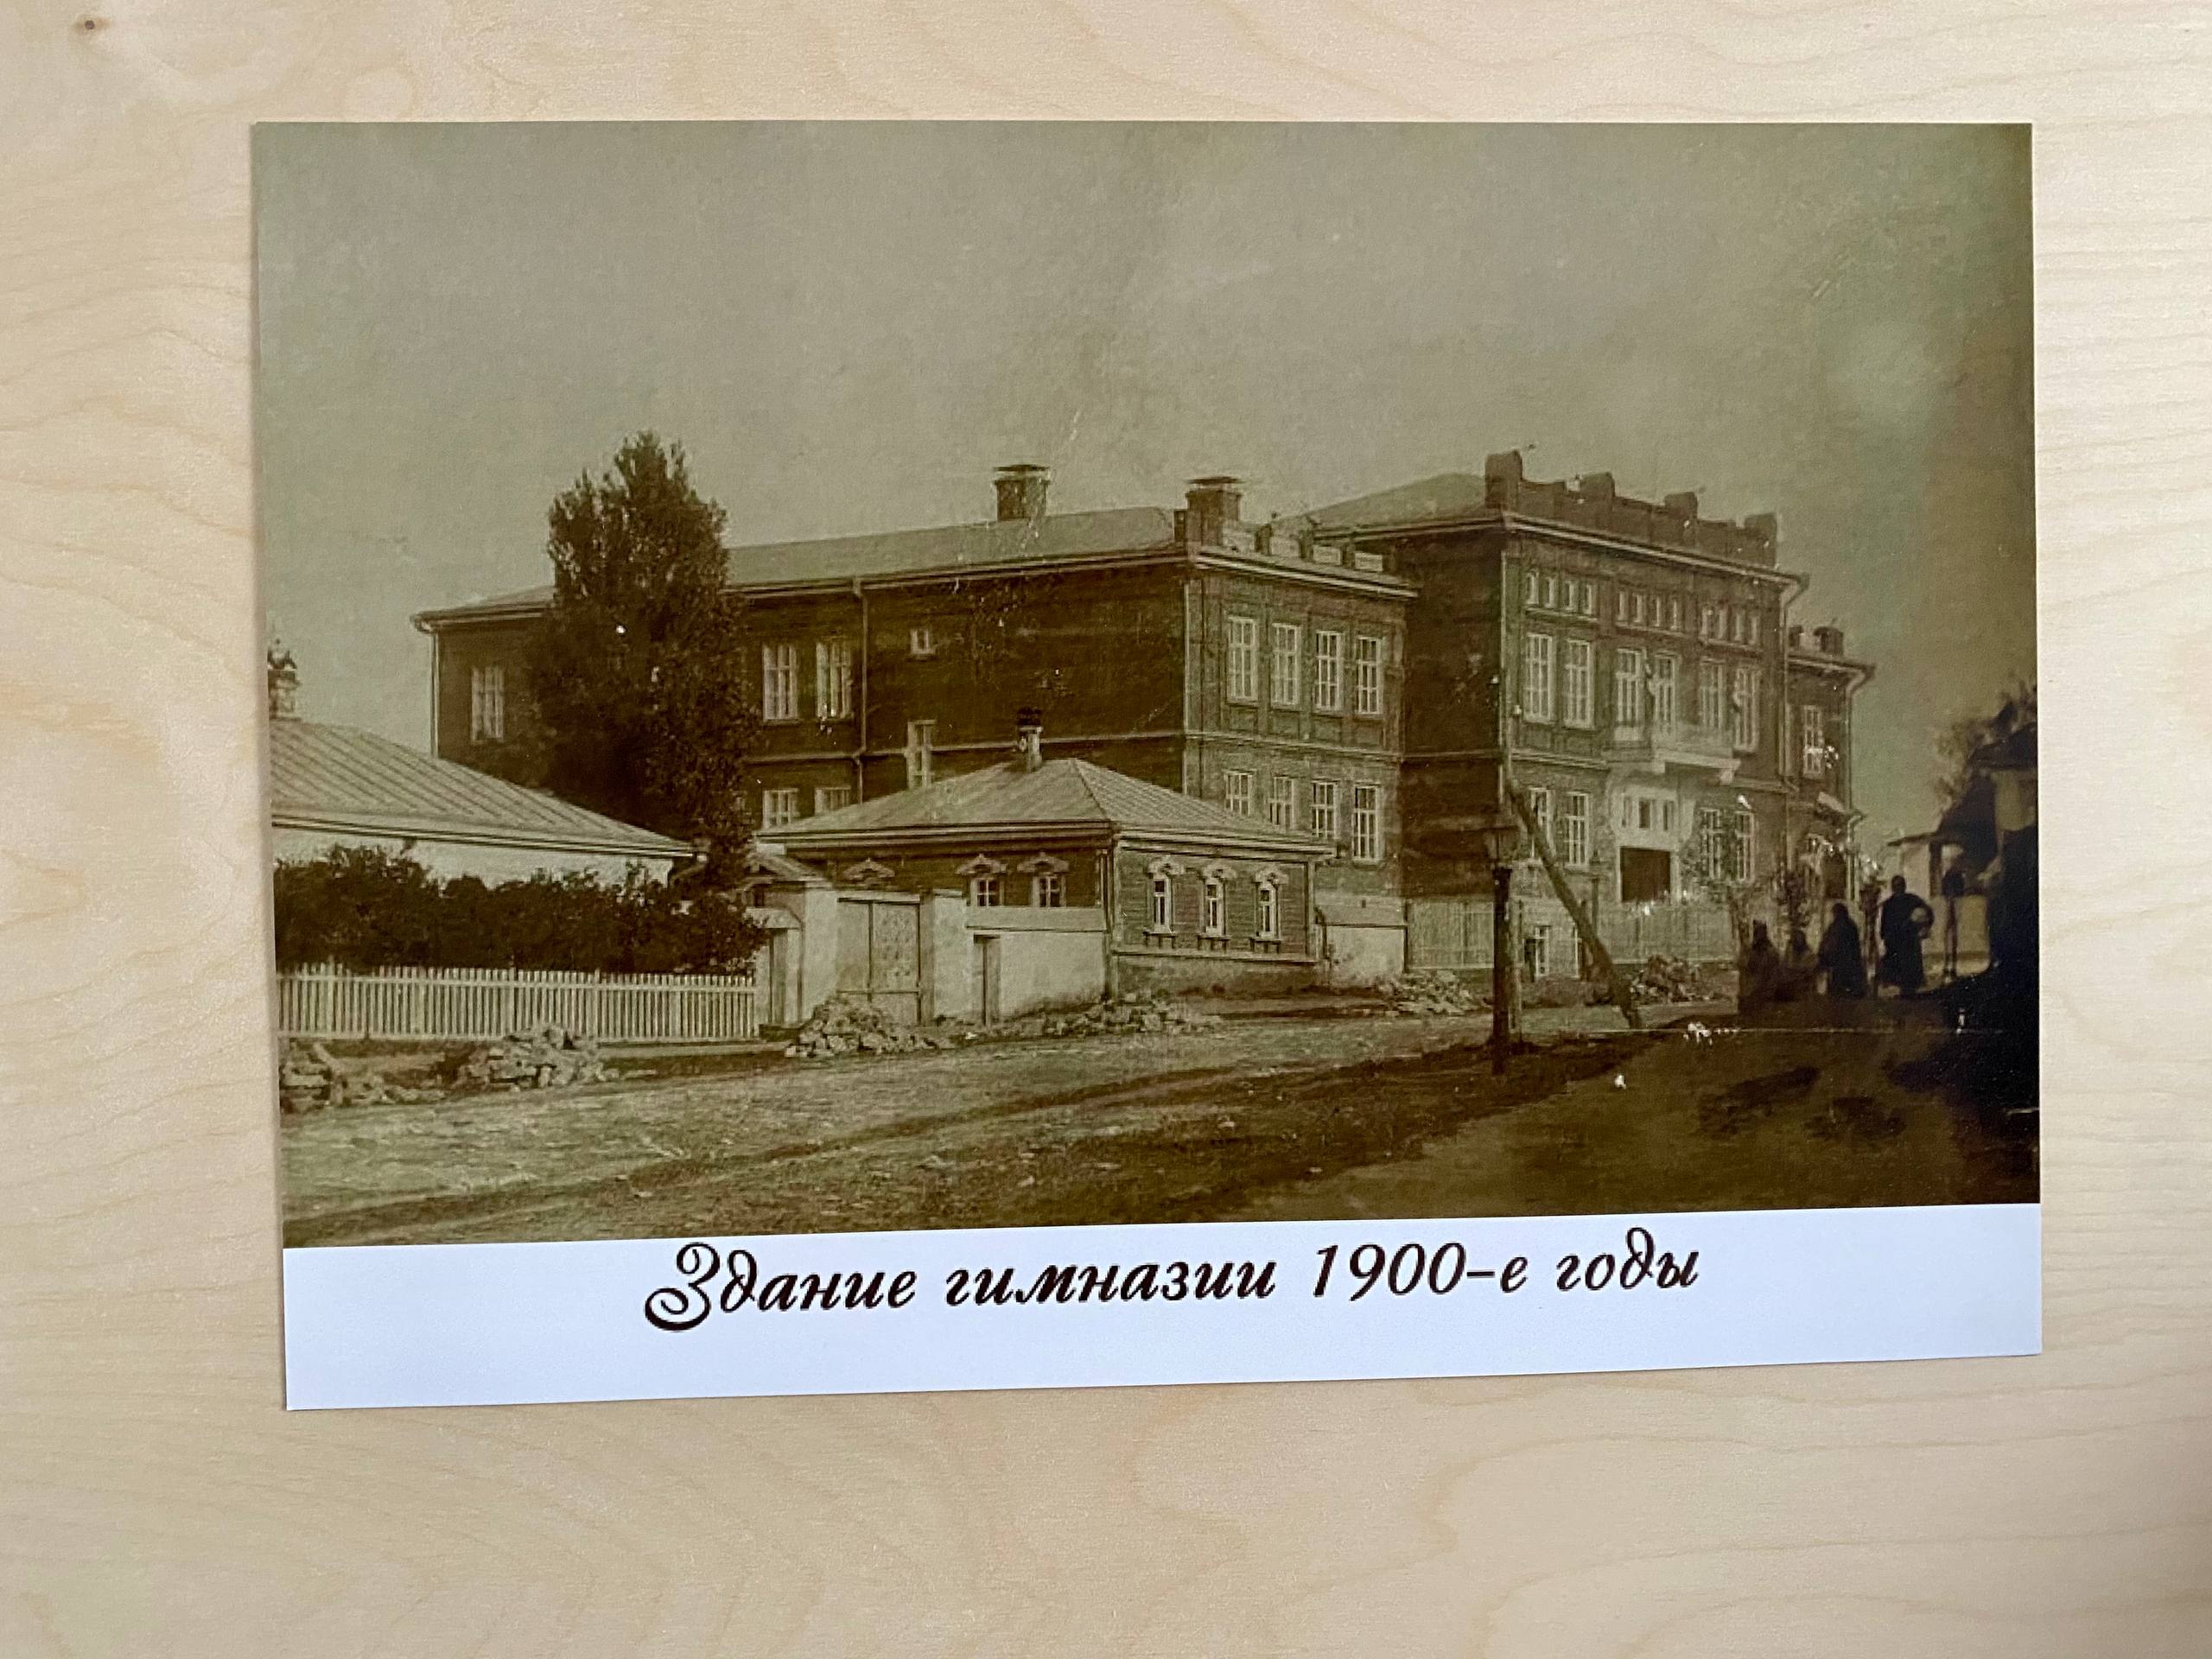 Здание гимназии 1900-е годы